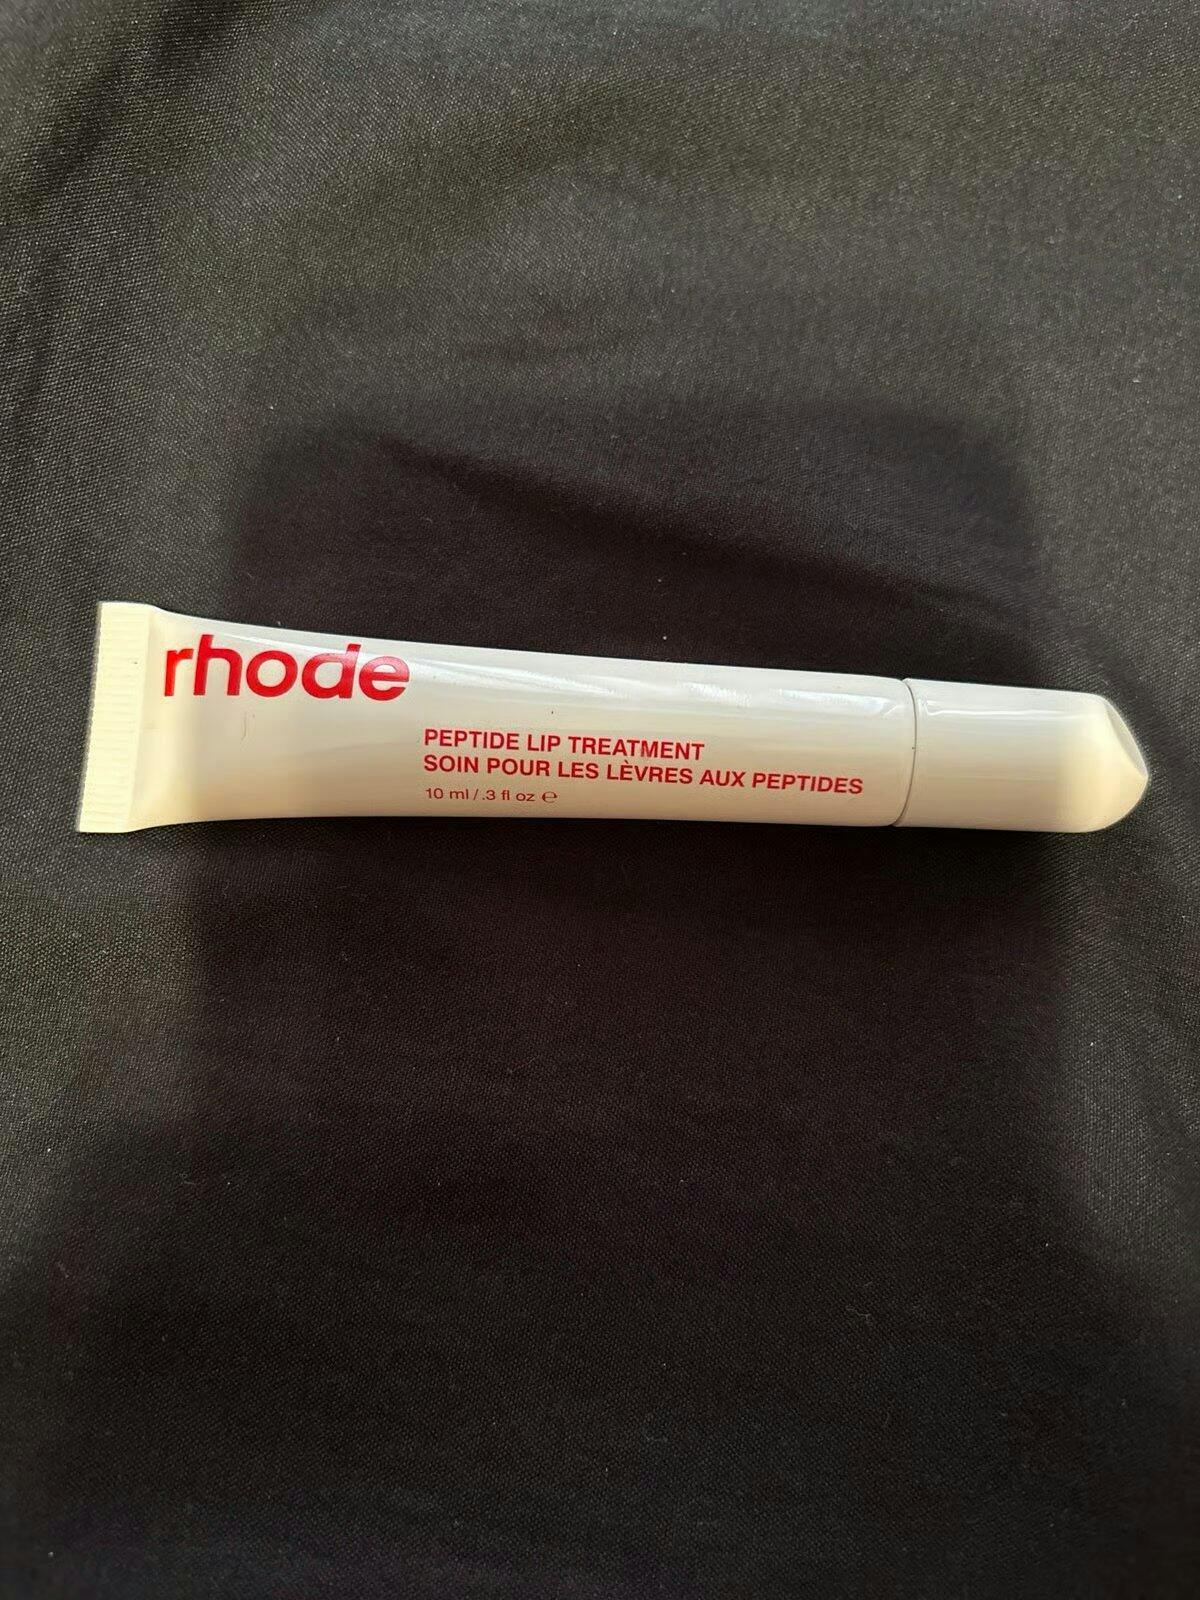 rhode
PEPTIDE LIP TREATMENT
SOIN POUR LES LÈVRES AUX PEPTIDES
10 ml / .3 fl oz ℮